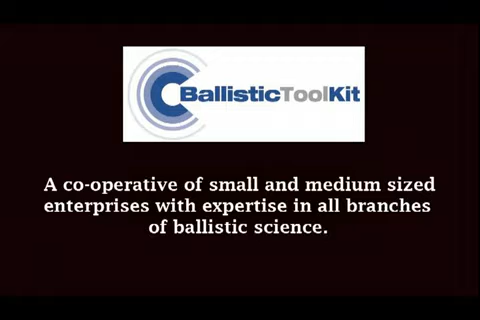 BallisticToolKit
A co-operative of small and medium sized
enterprises with expertise in all branches
of ballistic science.